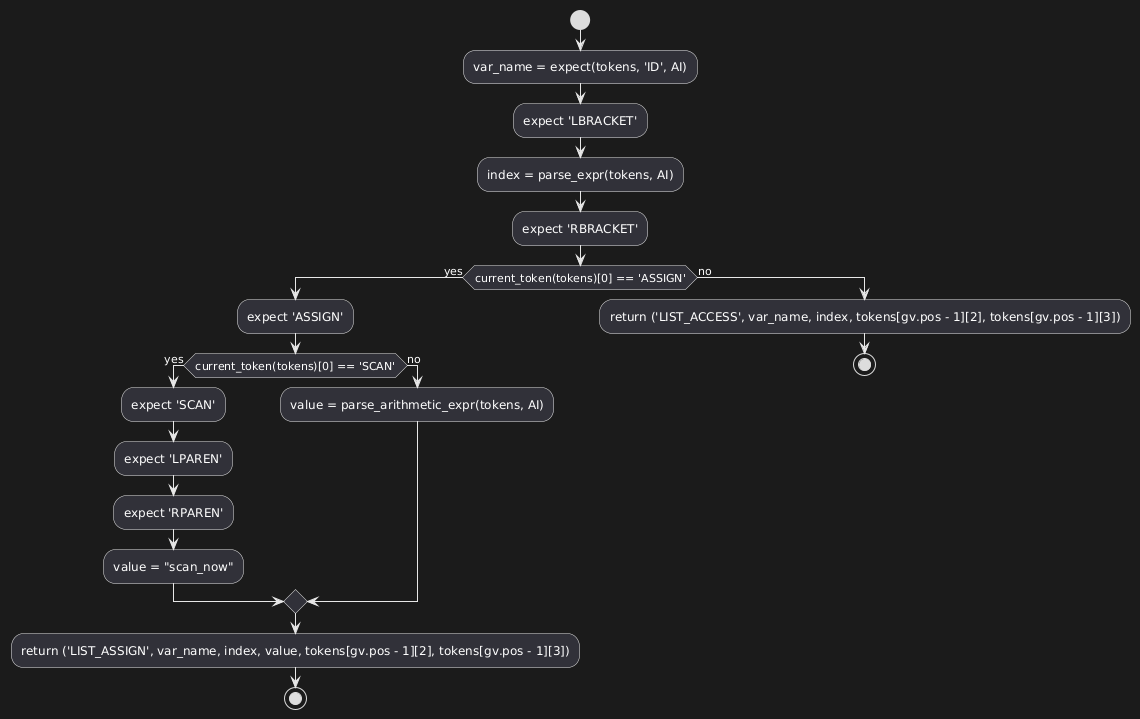 var_name = expect(tokens, 'ID', AI)
expect 'LBRACKET'
index = parse_expr(tokens, AI)
expect 'RBRACKET'
yes
current_token(tokens)[0] == 'ASSIGN'
no
expect 'ASSIGN'
return ('LIST_ACCESS', var_name, index, tokens[gv.pos - 1][2], tokens[gv.pos - 1][3])
yes
current_token(tokens)[0] == 'SCAN'
no
expect 'SCAN'
value = parse_arithmetic_expr(tokens, AI)
expect 'LPAREN'
expect 'RPAREN'
value = "scan_now"
return ('LIST_ASSIGN', var_name, index, value, tokens[gv.pos - 1][2], tokens[gv.pos - 1][3])